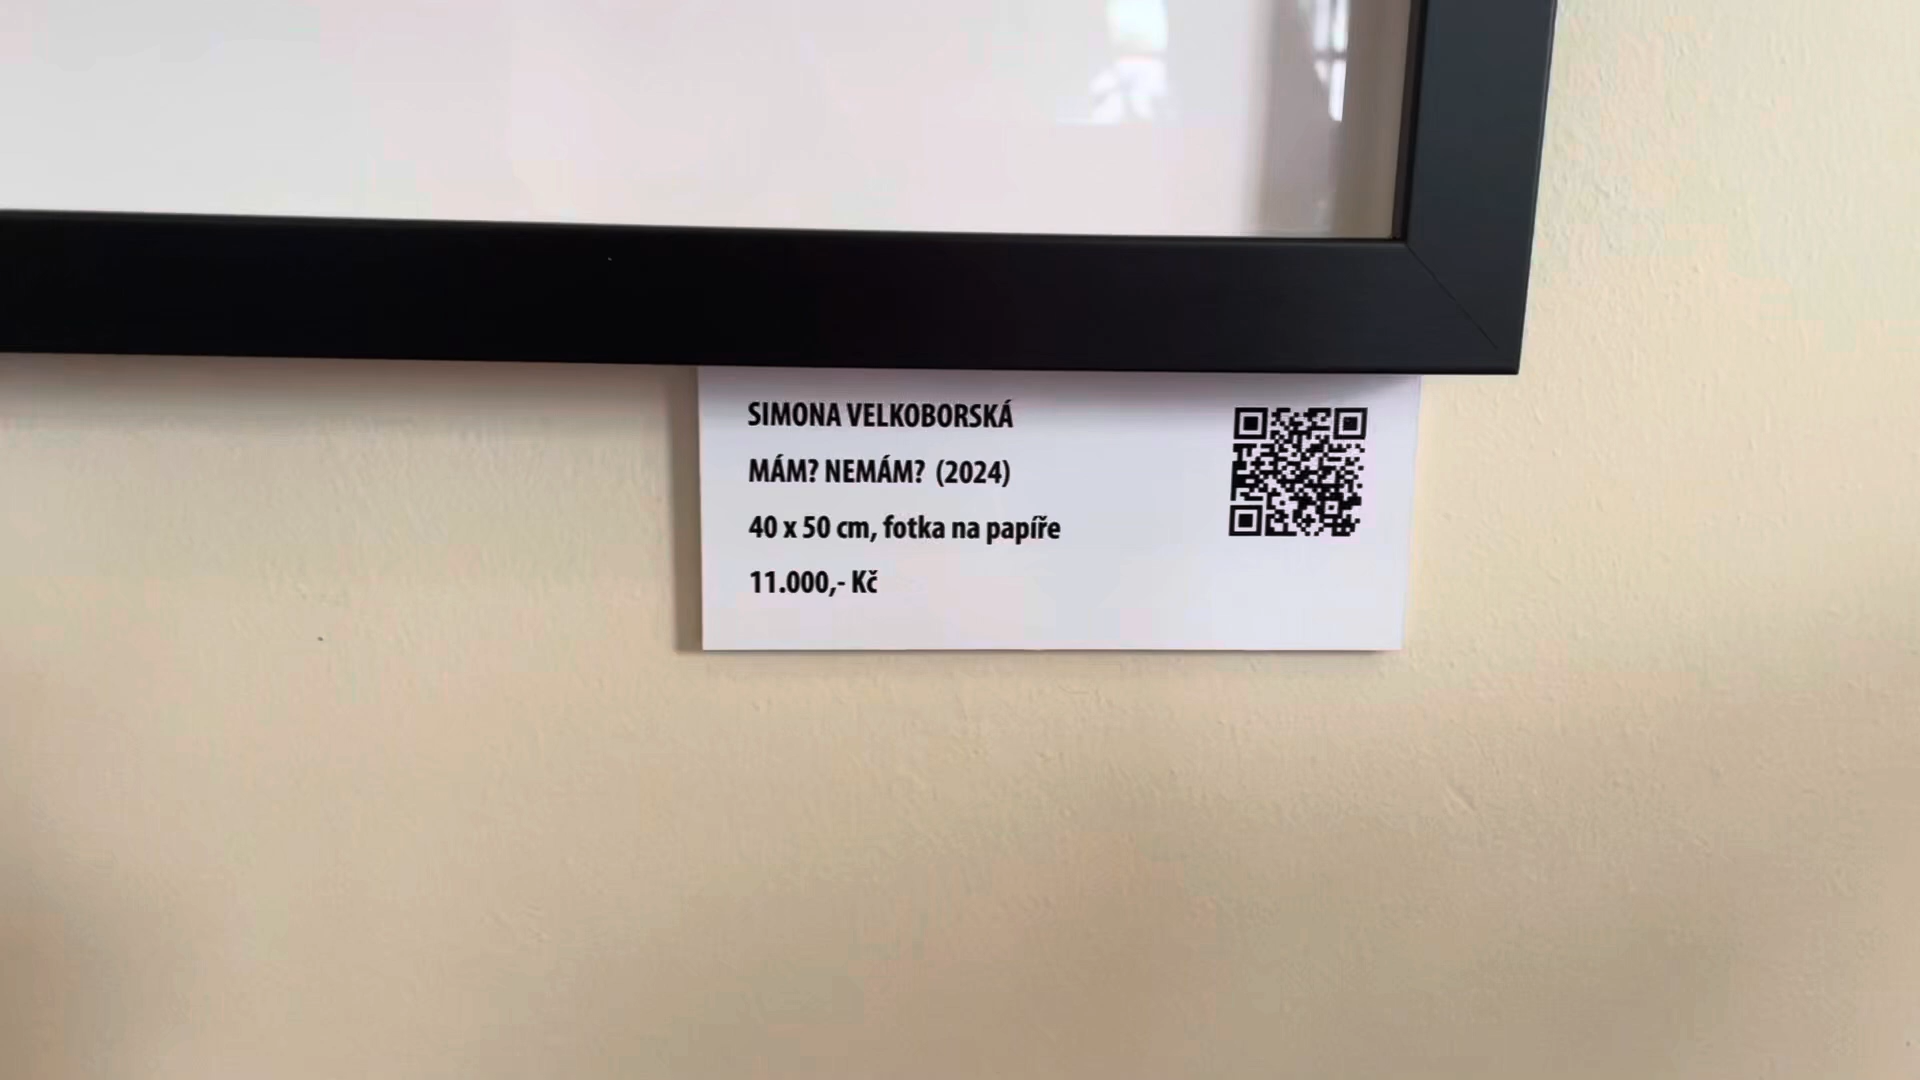 SIMONA VELKOBORSKÁ
MÁM? NEMÁM? (2024)
40 x 50 cm, fotka na papíře
11.000,- Kč